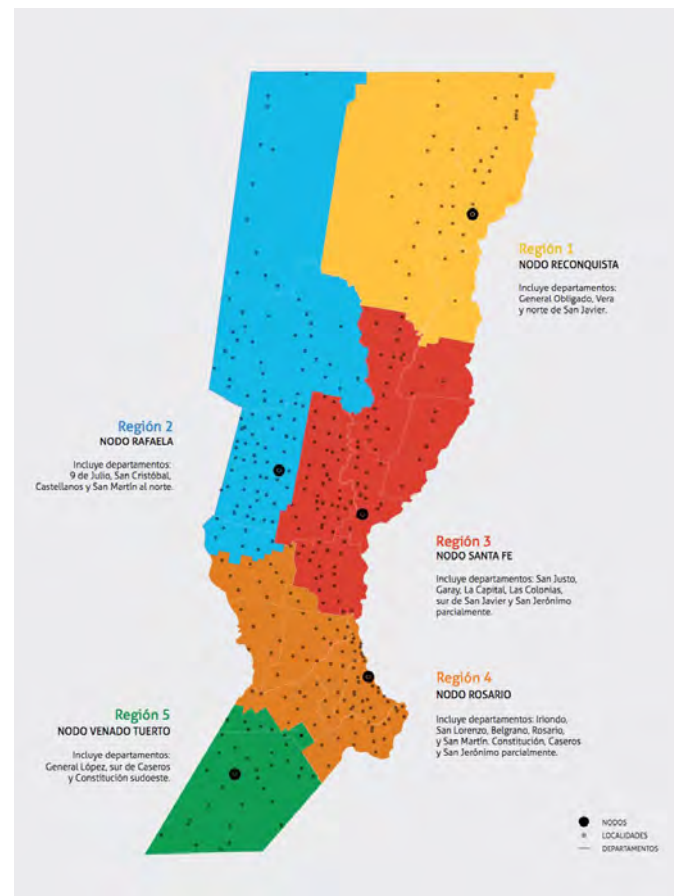 Región 1
NODO RECONQUISTA
Incluye departamentos:
General Obligado, Vera
y norte de San Javier.
Región 2
NODO RAFAELA
Incluye departamentos:
9 de Julio, San Cristóbal,
Castellanos y San Martín al norte.
Región 3
NODO SANTA FE
Incluye departamentos: San Justo,
Garay, La Capital, Las Colonias,
sur de San Javier y San Jerónimo
parcialmente.
Región 4
NODO ROSARIO
Incluye departamentos: Iriondo,
San Lorenzo, Belgrano, Rosario,
y San Martín. Constitución, Caseros
y San Jerónimo parcialmente.
Región 5
NODO VENADO TUERTO
Incluye departamentos:
General López, sur de Caseros
y Constitución sudoeste.
NODOS
LOCALIDADES
DEPARTAMENTOS